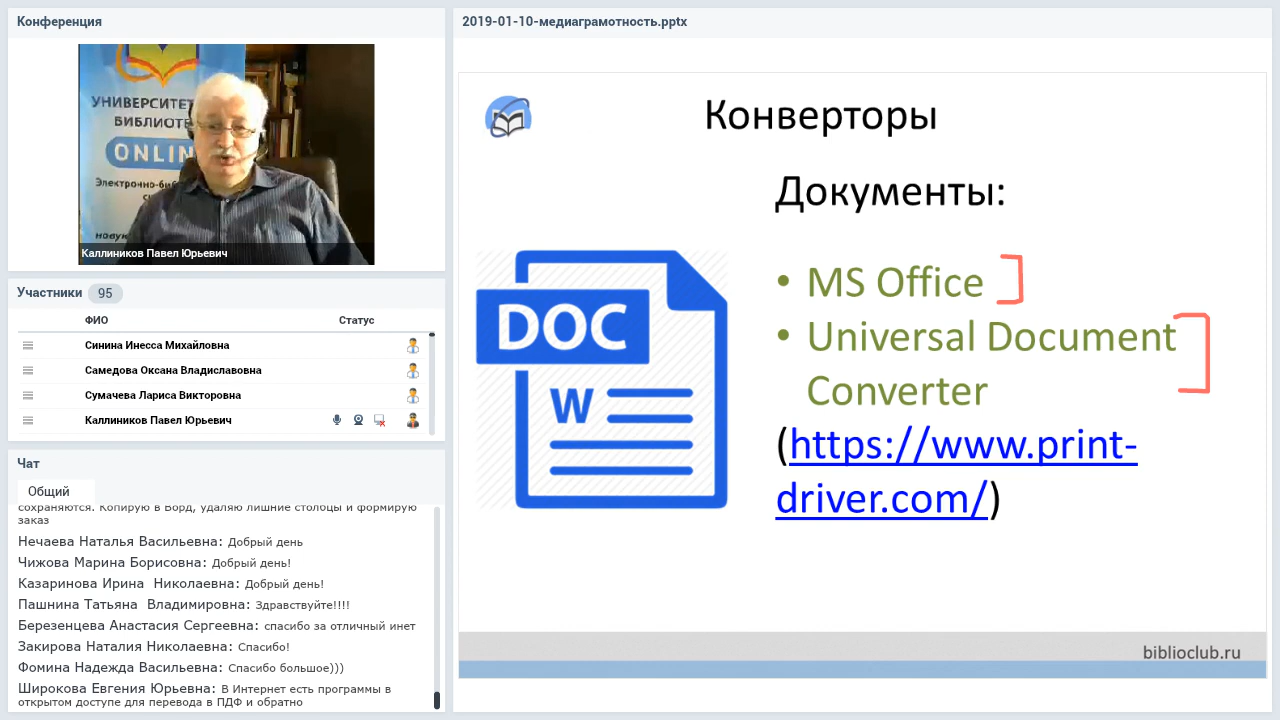 Конференция
УНИВЕРСИТЕТ
БИБЛИОТЕ
ONLIN
Электронно-биб
Каллиников Павел Юрьевич
Участники 95
ФИО Статус
Синина Инесса Михайловна
Самедова Оксана Владиславовна
Сумачева Лариса Викторовна
Каллиников Павел Юрьевич
Чат
Общий
сохраняются. Копирую в Ворд, удаляю лишние столоцы и формирую
заказ
Нечаева Наталья Васильевна: Добрый день
Чижова Марина Борисовна: Добрый день!
Казаринова Ирина Николаевна: Добрый день!
Пашнина Татьяна Владимировна: Здравствуйте!!!!
Березенцева Анастасия Сергеевна: спасибо за отличный инет
Закирова Наталия Николаевна: Спасибо!
Фомина Надежда Васильевна: Спасибо большое)))
Широкова Евгения Юрьевна: В Интернет есть программы в
открытом доступе для перевода в ПДФ и обратно
2019-01-10-медиаграмотность.pptx
Конверторы
DOC
W
Документы:
• MS Office
• Universal Document
Converter
(https://www.print-
driver.com/)
biblioclub.ru